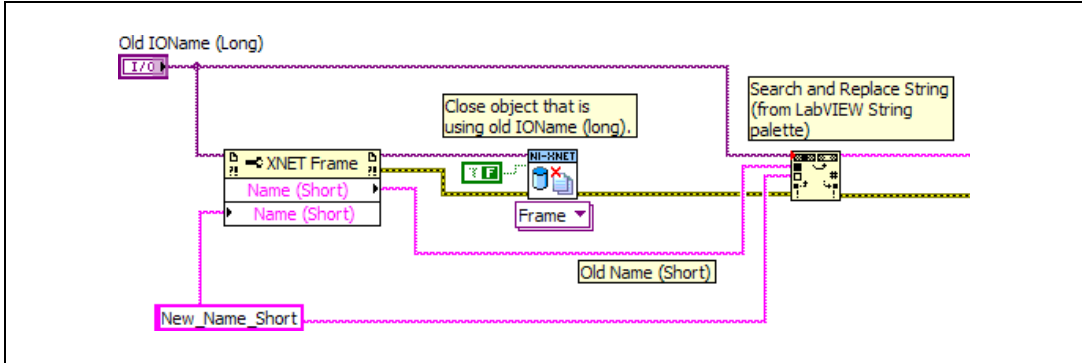 Old IOName (Long)
I/O
Search and Replace String
(from LabVIEW String
palette)
Close object that is
using old IOName (long).
XNET Frame
NI-XNET
Name (Short)
T F
Name (Short)
Frame
Old Name (Short)
New_Name_Short